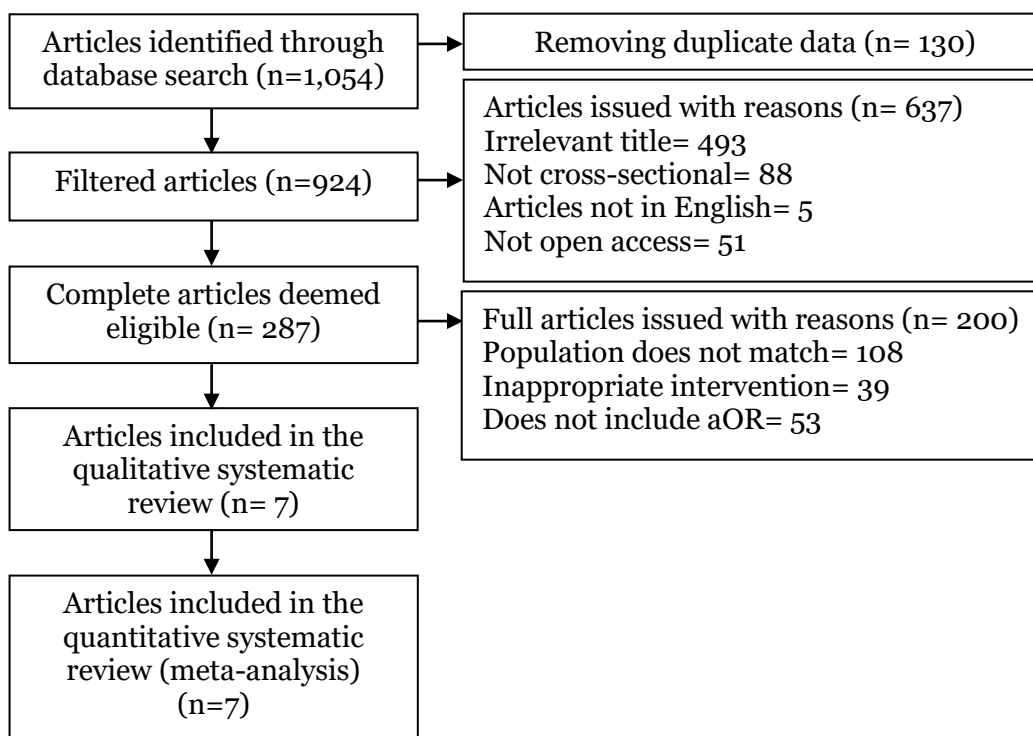 Articles identified through
database search (n=1,054)
Removing duplicate data (n= 130)
Filtered articles (n=924)
Articles issued with reasons (n= 637)
Irrelevant title= 493
Not cross-sectional= 88
Articles not in English= 5
Not open access= 51
Complete articles deemed
eligible (n= 287)
Full articles issued with reasons (n= 200)
Population does not match= 108
Inappropriate intervention= 39
Does not include aOR= 53
Articles included in the
qualitative systematic
review (n= 7)
Articles included in the
quantitative systematic
review (meta-analysis)
(n=7)